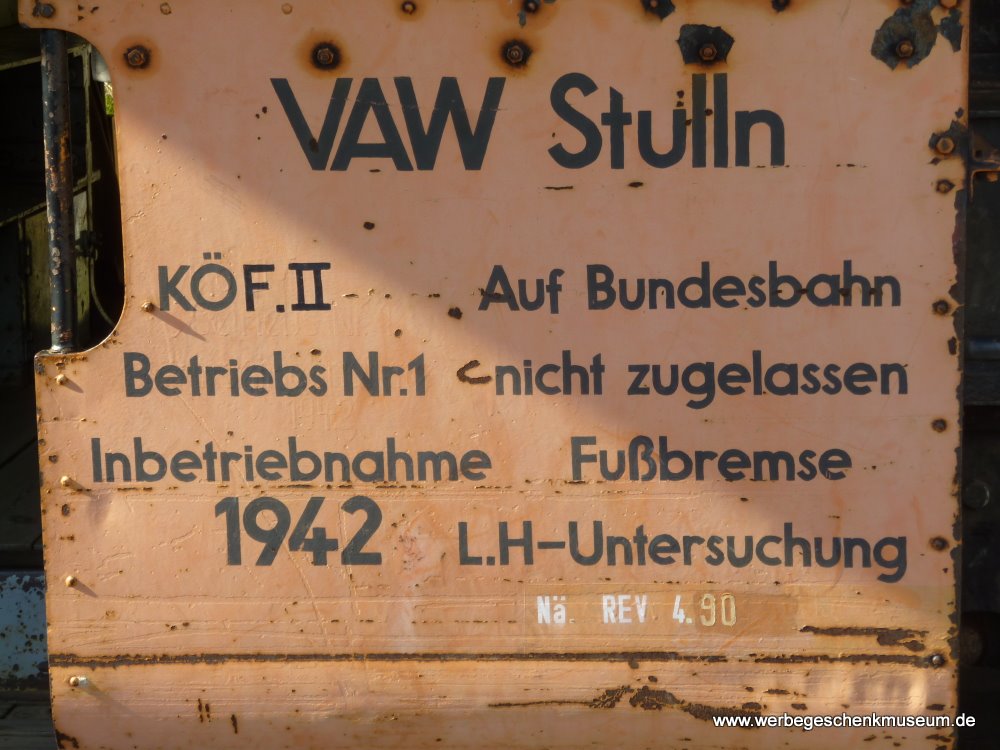 VAW Stulln
KÖF.II
Betriebs Nr.1
Inbetriebnahme
1942
Auf Bundesbahn
nicht zugelassen
Fußbremse
L.H-Untersuchung
Nä. REV 4.90
www.werbegeschenkmuseum.de